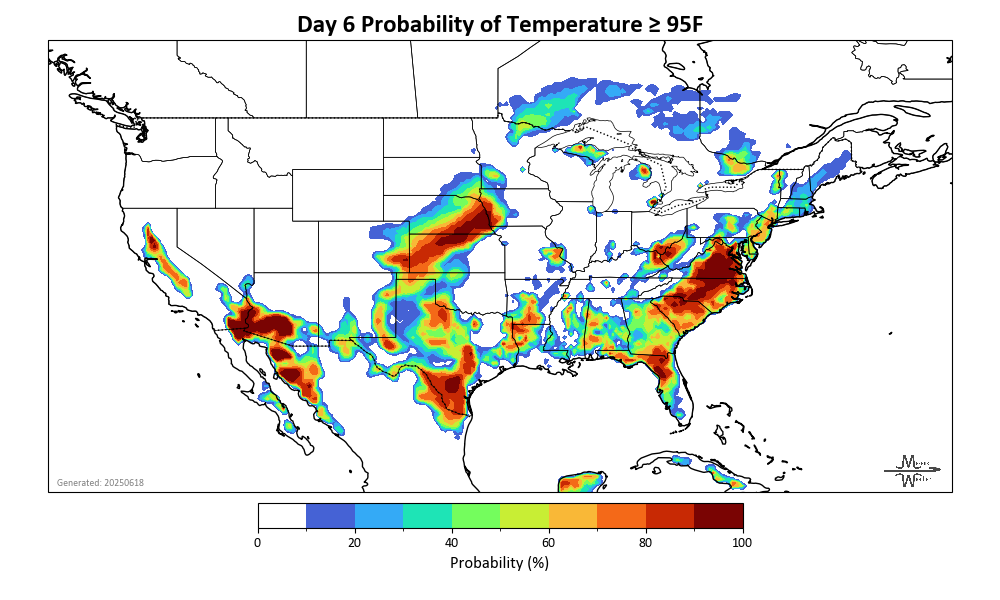 Day 6 Probability of Temperature ≥ 95F
Generated: 20250618
0 20 40 60 80 100
Probability (%)